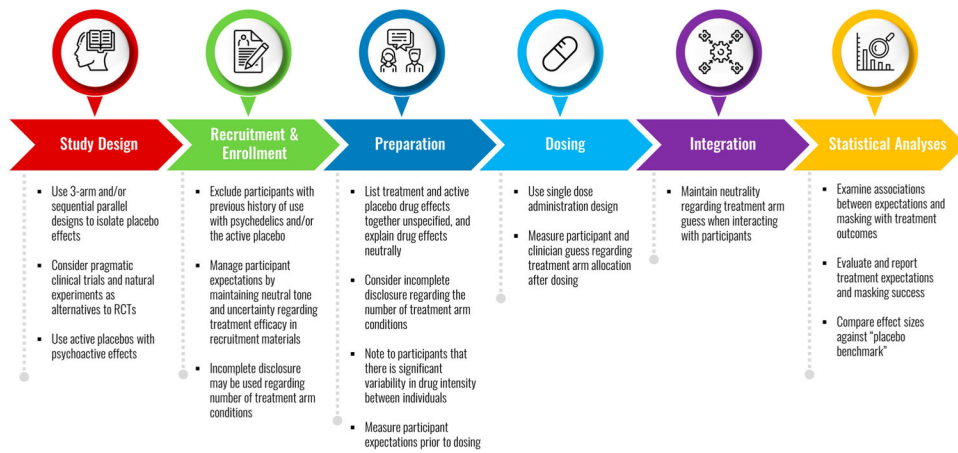 Study Design
Recruitment &
Enrollment
Preparation
Dosing
Integration
Statistical Analyses
▪ Use 3-arm and/or
sequential parallel
designs to isolate placebo
effects
▪ Consider pragmatic
clinical trials and natural
experiments as
alternatives to RCTs
▪ Use active placebos with
psychoactive effects
▪ Exclude participants with
previous history of use
with psychedelics and/or
the active placebo
▪ Manage participant
expectations by
maintaining neutral tone
and uncertainty regarding
treatment efficacy in
recruitment materials
▪ Incomplete disclosure
may be used regarding
number of treatment arm
conditions
▪ List treatment and active
placebo drug effects
together unspecified, and
explain drug effects
neutrally
▪ Consider incomplete
disclosure regarding the
number of treatment arm
conditions
▪ Note to participants that
there is significant
variability in drug intensity
between individuals
▪ Measure participant
expectations prior to dosing
▪ Use single dose
administration design
▪ Measure participant and
clinician guess regarding
treatment arm allocation
after dosing
▪ Maintain neutrality
regarding treatment arm
guess when interacting
with participants
▪ Examine associations
between expectations and
masking with treatment
outcomes
▪ Evaluate and report
treatment expectations
and masking success
▪ Compare effect sizes
against “placebo
benchmark”